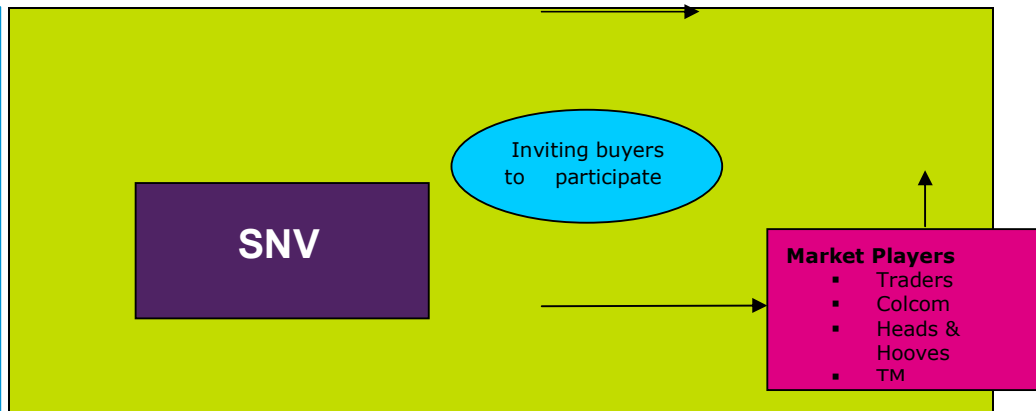 Inviting buyers
to participate
SNV
Market Players
▪ Traders
▪ Colcom
▪ Heads &
Hooves
▪ TM